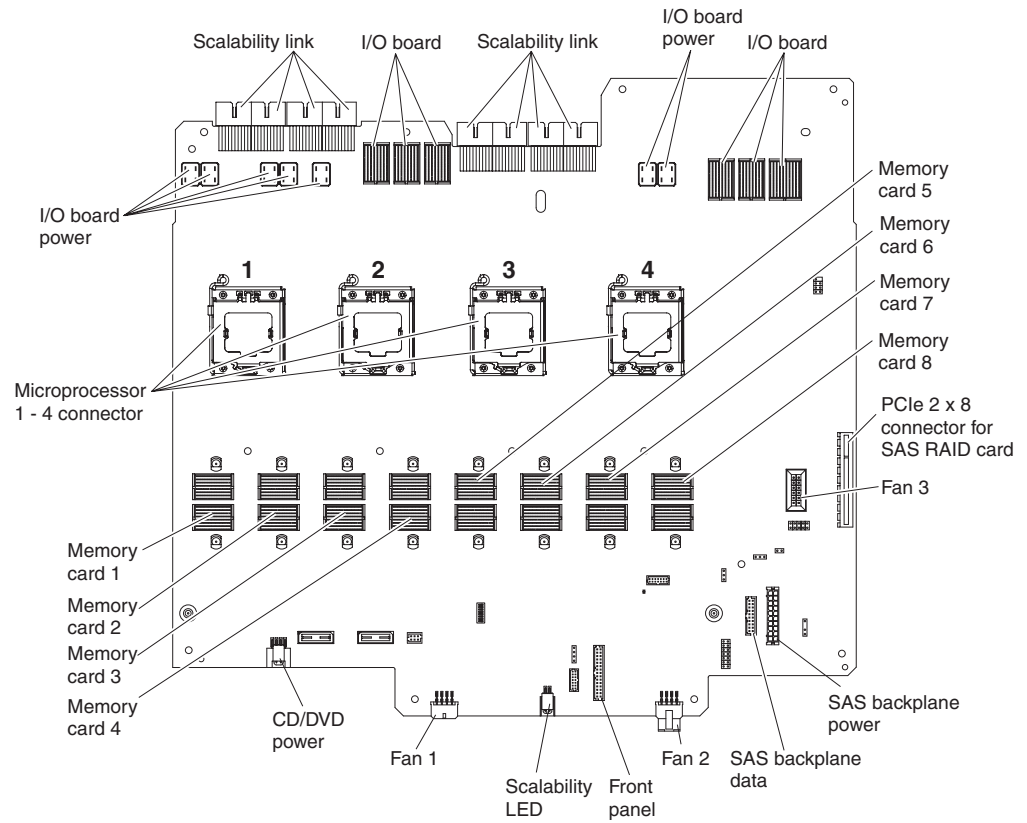 I/O board
power
Scalability link
I/O board
Scalability link
I/O board
Memory
card 5
I/O board
power
Memory
card 6
1
2
3
4
Memory
card 7
Memory
card 8
Microprocessor
1 - 4 connector
PCIe 2 x 8
connector for
SAS RAID card
Fan 3
Memory
card 1
Memory
card 2
Memory
card 3
Memory
card 4
CD/DVD
power
Fan 1
Scalability
LED
Front
panel
Fan 2
SAS backplane
data
SAS backplane
power